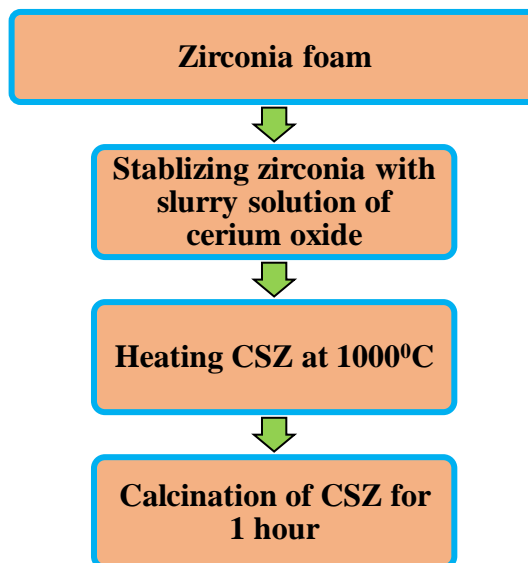 Zirconia foam
Stablizing zirconia with
slurry solution of
cerium oxide
Heating CSZ at 1000⁰C
Calcination of CSZ for
1 hour